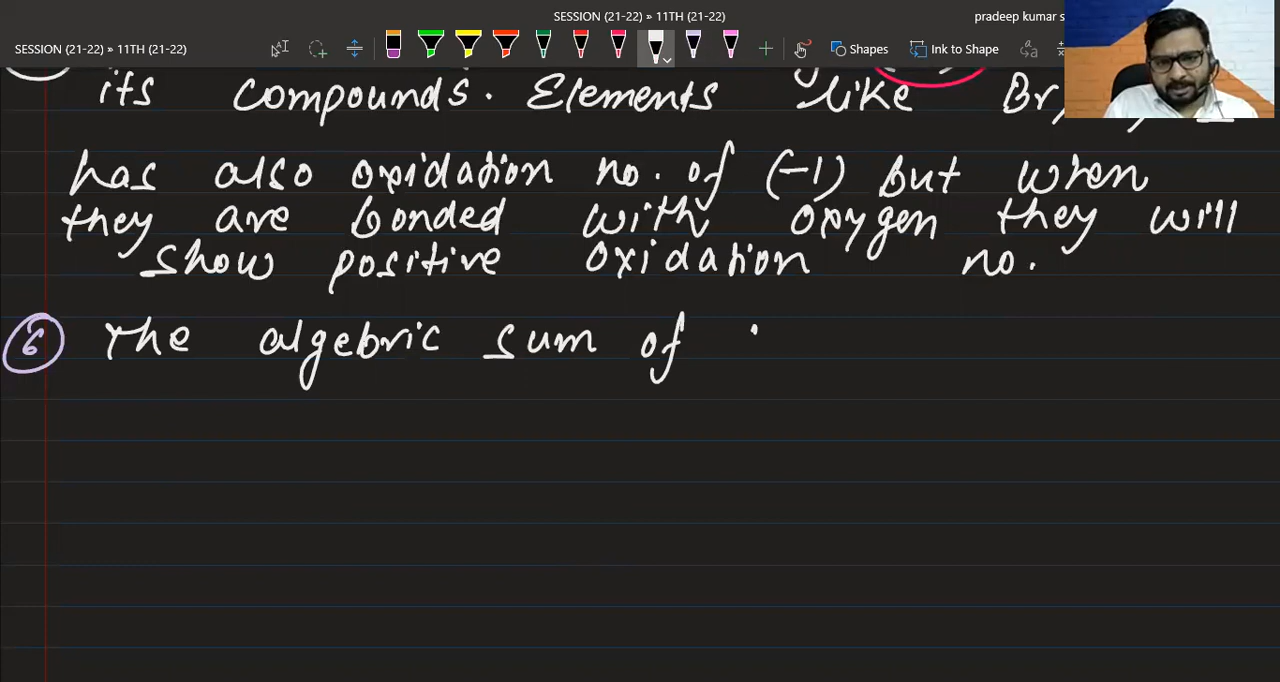 SESSION (21-22) » 11TH (21-22)
pradeep kumar s
SESSION (21-22) » 11TH (21-22)
Shapes
Ink to Shape
its compounds. Elements like Br,
has also oxidation no. of (-1) but when
they are bonded with oxygen they will
show positive oxidation no.
6 The algebric sum of